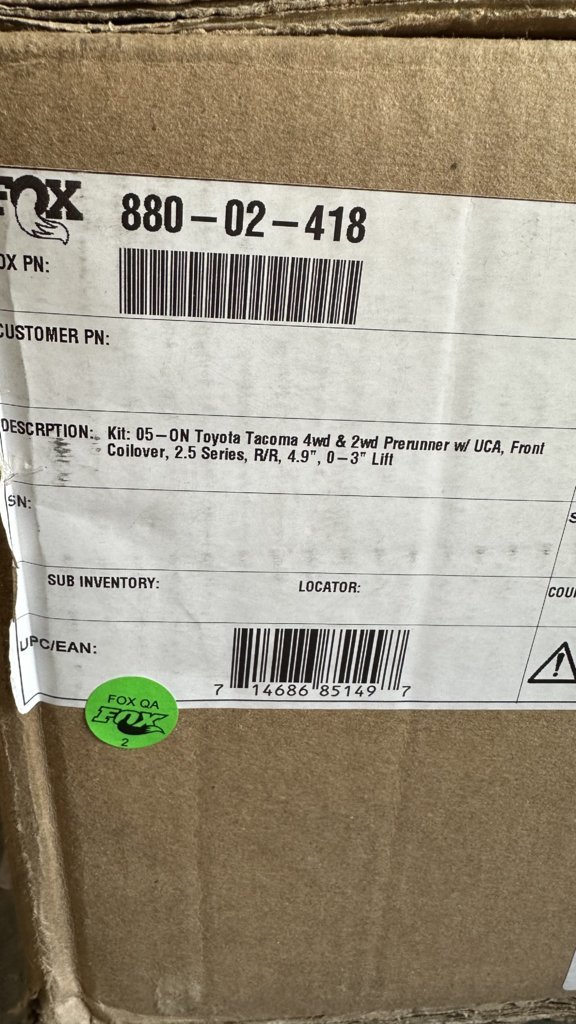 FOX 880-02-418
OX PN:
CUSTOMER PN:
DESCRPTION: Kit: 05-ON Toyota Tacoma 4wd & 2wd Prerunner w/ UCA, Front
Coilover, 2.5 Series, R/R, 4.9", 0-3" Lift
SN:
S
SUB INVENTORY: LOCATOR:
COU
UPC/EAN:
7 14686 85149 7
FOX QA
FOX
2